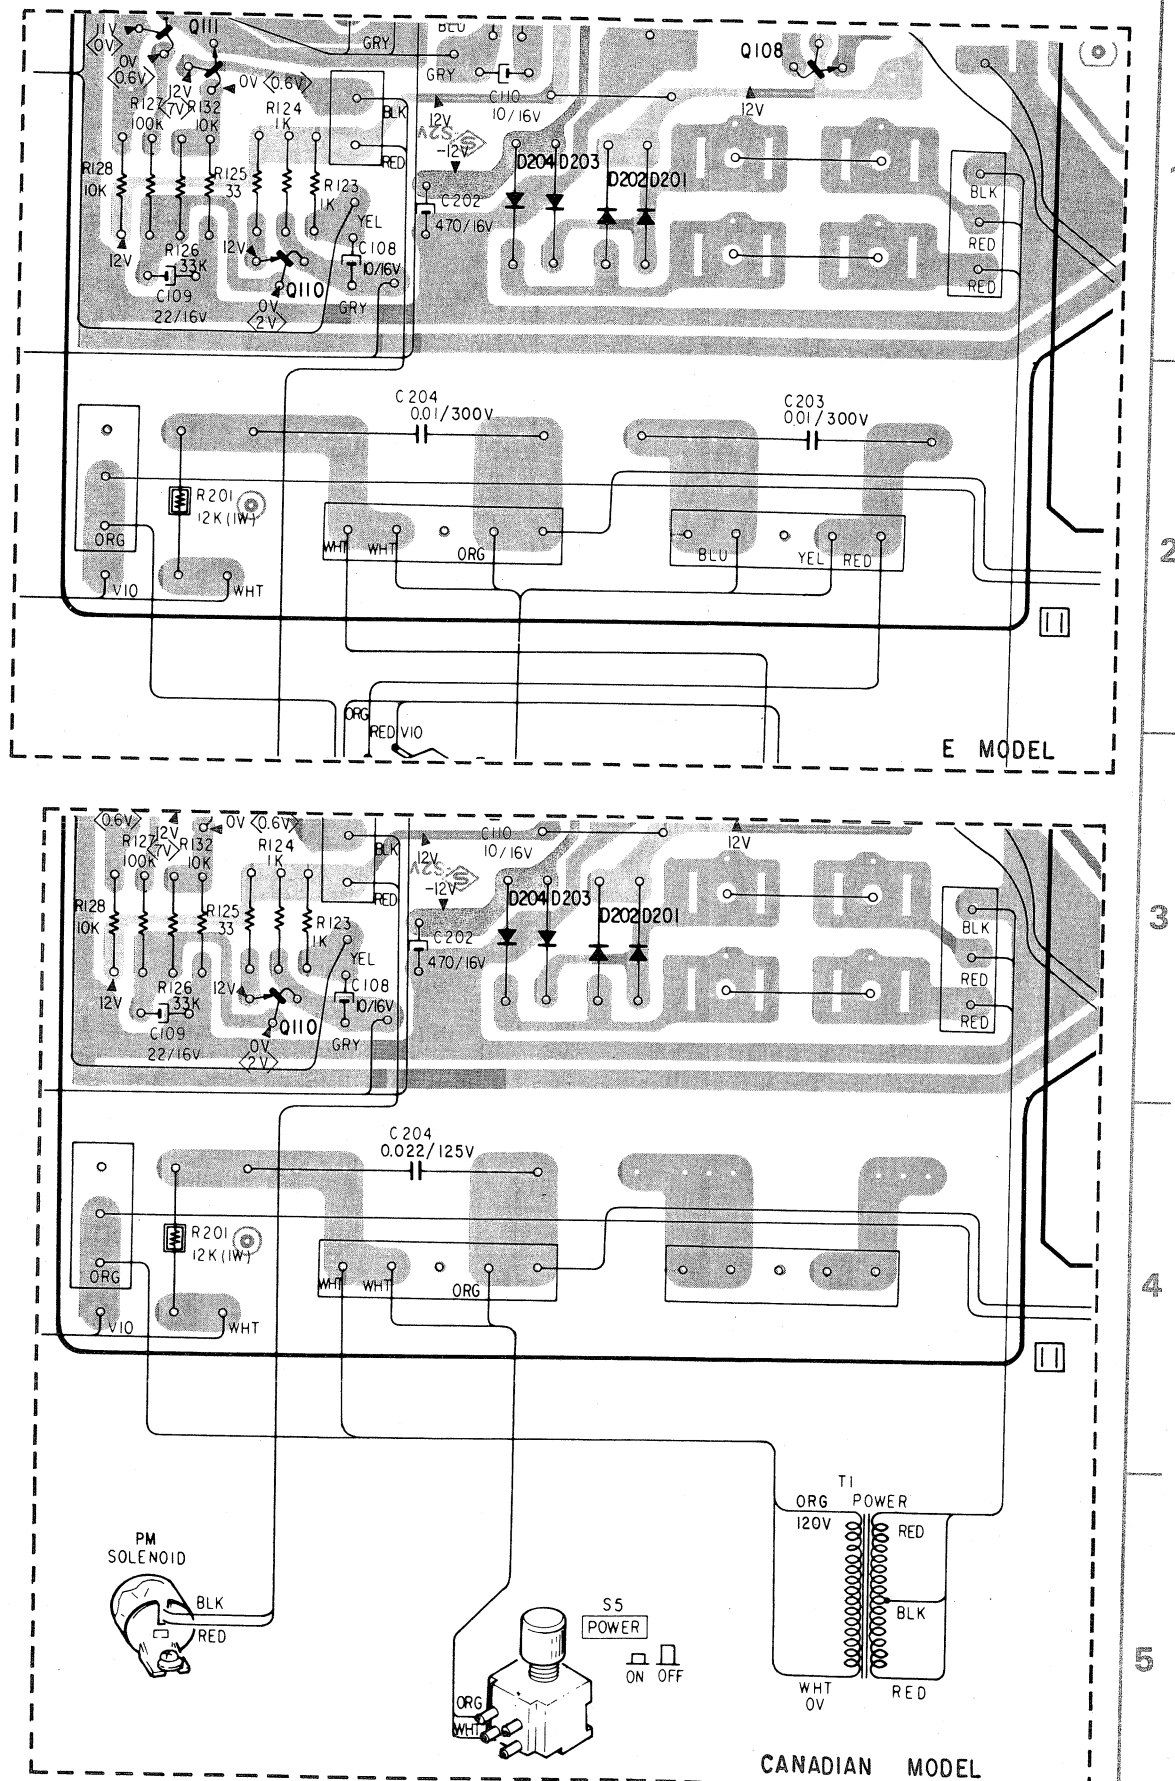 11V
0V
Q111
GRY
BLU
Q108
0V
0.6V
12V
0V
0.6V
GRY
C110
10/16V
12V
R127
7V
R132
100K
10K
R124
1K
BLK
12V
-12V
RED
D204 D203
D202 D201
R128
10K
R125
33
R123
1K
C202
470/16V
BLK
RED
RED
YEL
12V
R126
33K
12V
C108
10/16V
C109
22/16V
Q110
GRY
0V
2V
C204
0.01/300V
C203
0.01/300V
R201
12K (1W)
ORG
WHT
WHT
ORG
BLU
YEL
RED
VIO
WHT
ORG
RED
VIO
E MODEL
1
2
0.6V
12V
0V
0.6V
R127
7V
R132
100K
10K
R124
1K
BLK
12V
C110
10/16V
12V
-12V
RED
D204 D203
D202 D201
R128
10K
R125
33
R123
1K
C202
470/16V
BLK
RED
RED
YEL
12V
R126
33K
12V
C108
10/16V
C109
22/16V
Q110
GRY
0V
2V
3
C204
0.022/125V
R201
12K (1W)
ORG
WHT
WHT
ORG
VIO
WHT
4
T1
POWER
ORG
120V
RED
BLK
WHT
0V
RED
PM
SOLENOID
BLK
RED
S5
POWER
ON OFF
ORG
WHT
5
CANADIAN MODEL